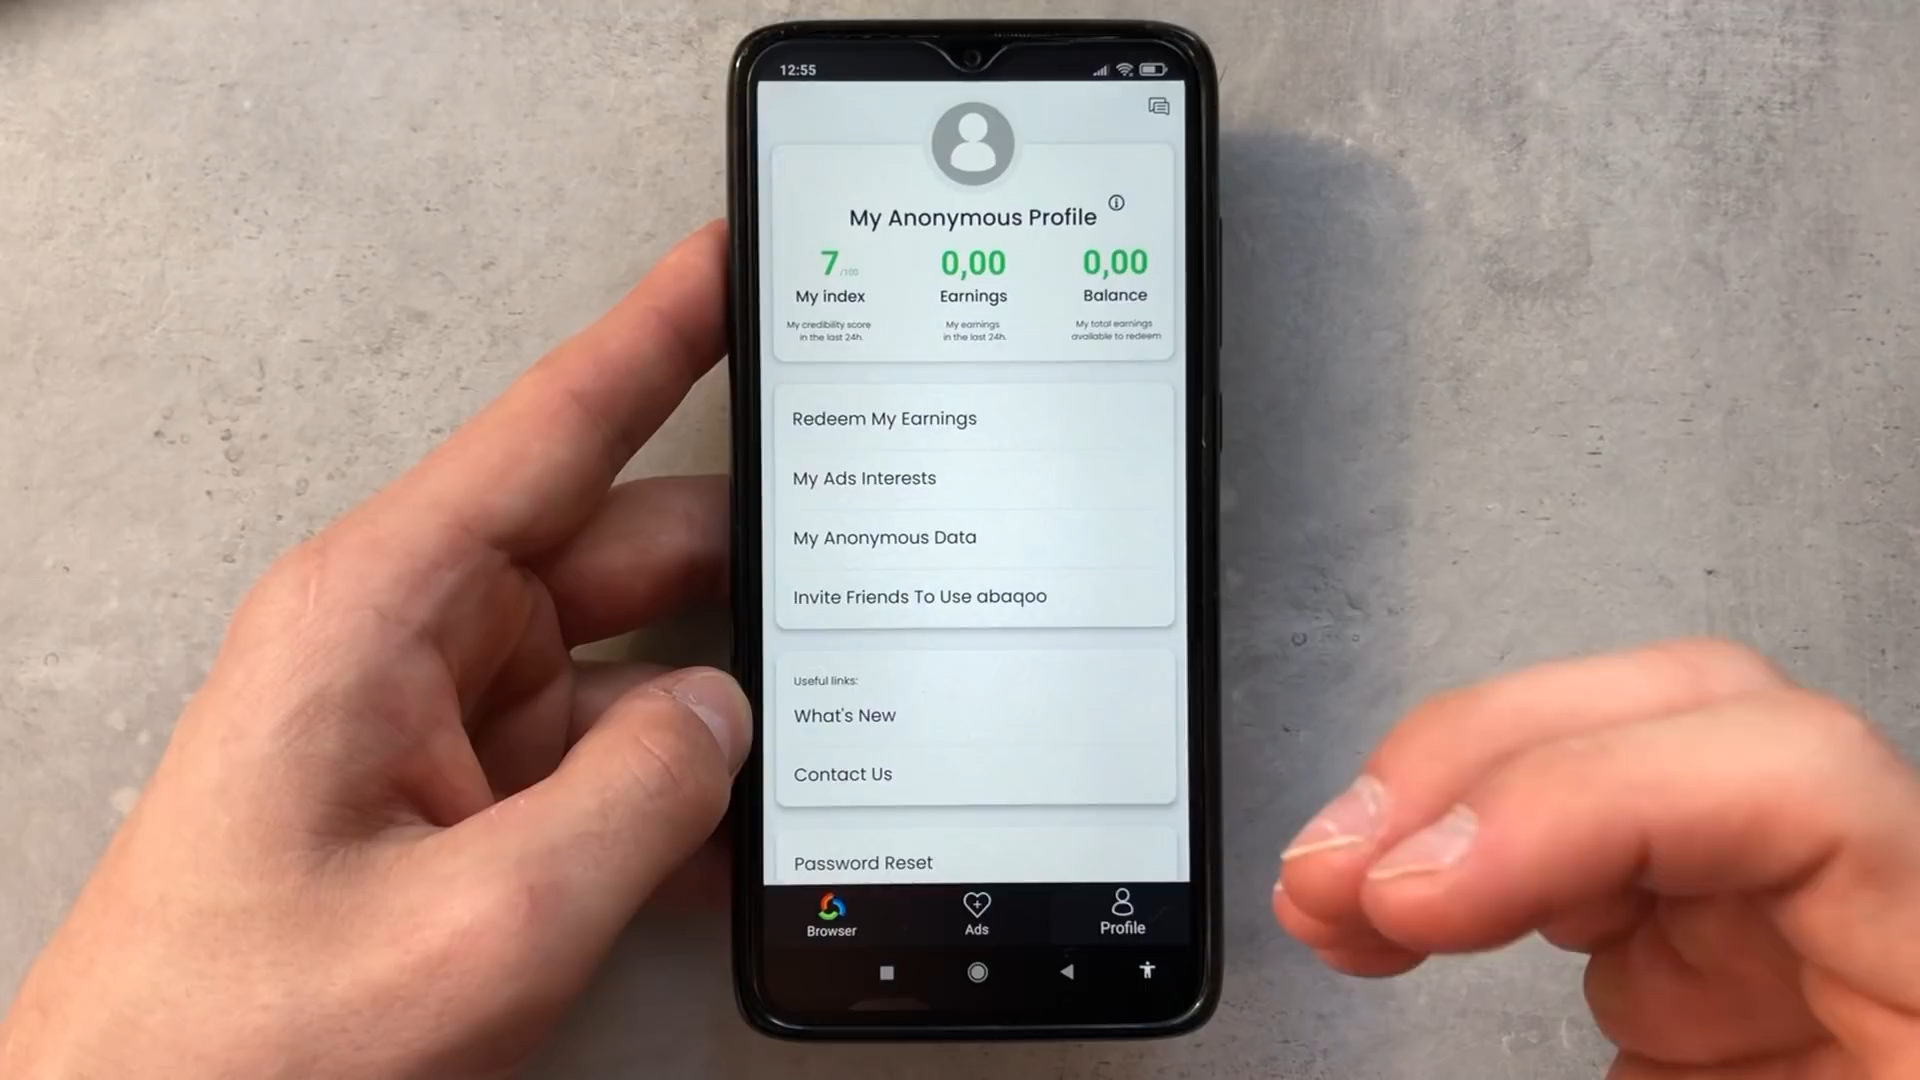 12:55
My Anonymous Profile
7 /100 0,00 0,00
My index Earnings Balance
My credibility score My earnings My total earnings
in the last 24h. in the last 24h. available to redeem
Redeem My Earnings
My Ads Interests
My Anonymous Data
Invite Friends To Use abaqoo
Useful links:
What's New
Contact Us
Password Reset
Browser Ads Profile